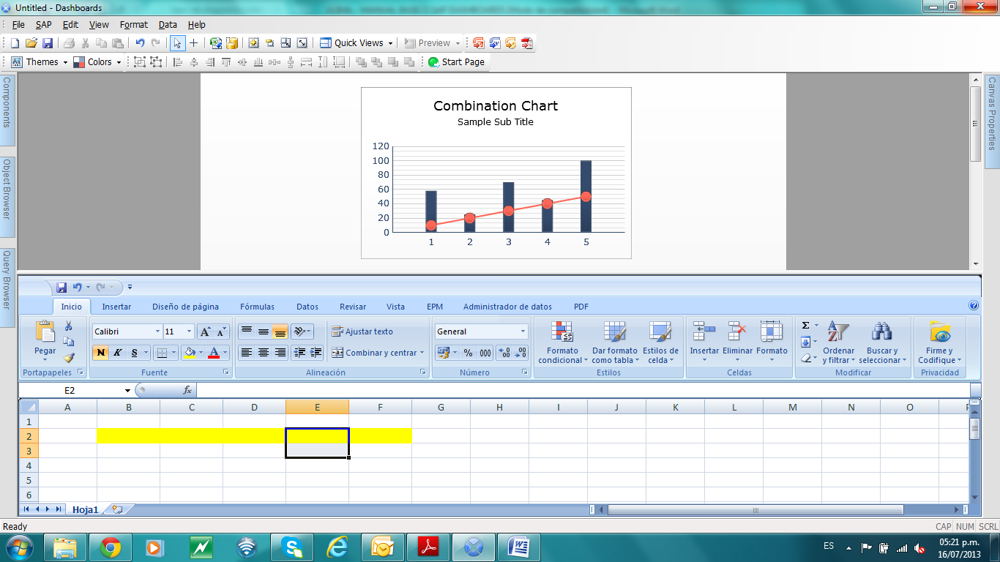 Untitled - Dashboards
File SAP Edit View Format Data Help
Quick Views Preview
Themes Colors Start Page
Components
Object Browser
Query Browser
Canvas Properties
Combination Chart
Sample Sub Title
120
100
80
60
40
20
0
1 2 3 4 5
Inicio Insertar Diseño de página Fórmulas Datos Revisar Vista EPM Administrador de datos PDF
Pegar
Portapapeles
Calibri 11
N K S
Fuente
Ajustar texto
Combinar y centrar
Alineación
General
% 000
Número
Formato condicional
Dar formato como tabla
Estilos de celda
Estilos
Insertar Eliminar Formato
Celdas
Σ
Ordenar y filtrar
Buscar y seleccionar
Modificar
Firme y Codifique
Privacidad
E2 fx
A B C D E F G H I J K L M N O P
1
2
3
4
5
6
Hoja1
Ready CAP NUM SCRL
ES 05:21 p.m.
16/07/2013